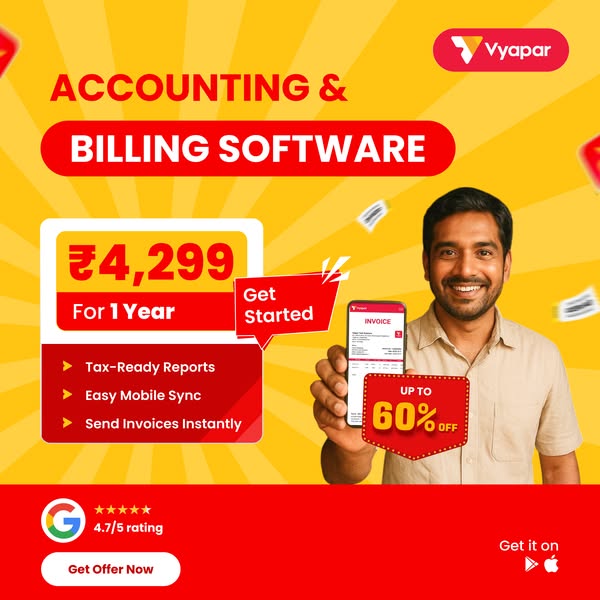 Vyapar
ACCOUNTING &
BILLING SOFTWARE
₹4,299
For 1 Year
Get
Started
Tax-Ready Reports
Easy Mobile Sync
Send Invoices Instantly
Vyapar
INVOICE
UP TO
60% OFF
4.7/5 rating
Get Offer Now
Get it on